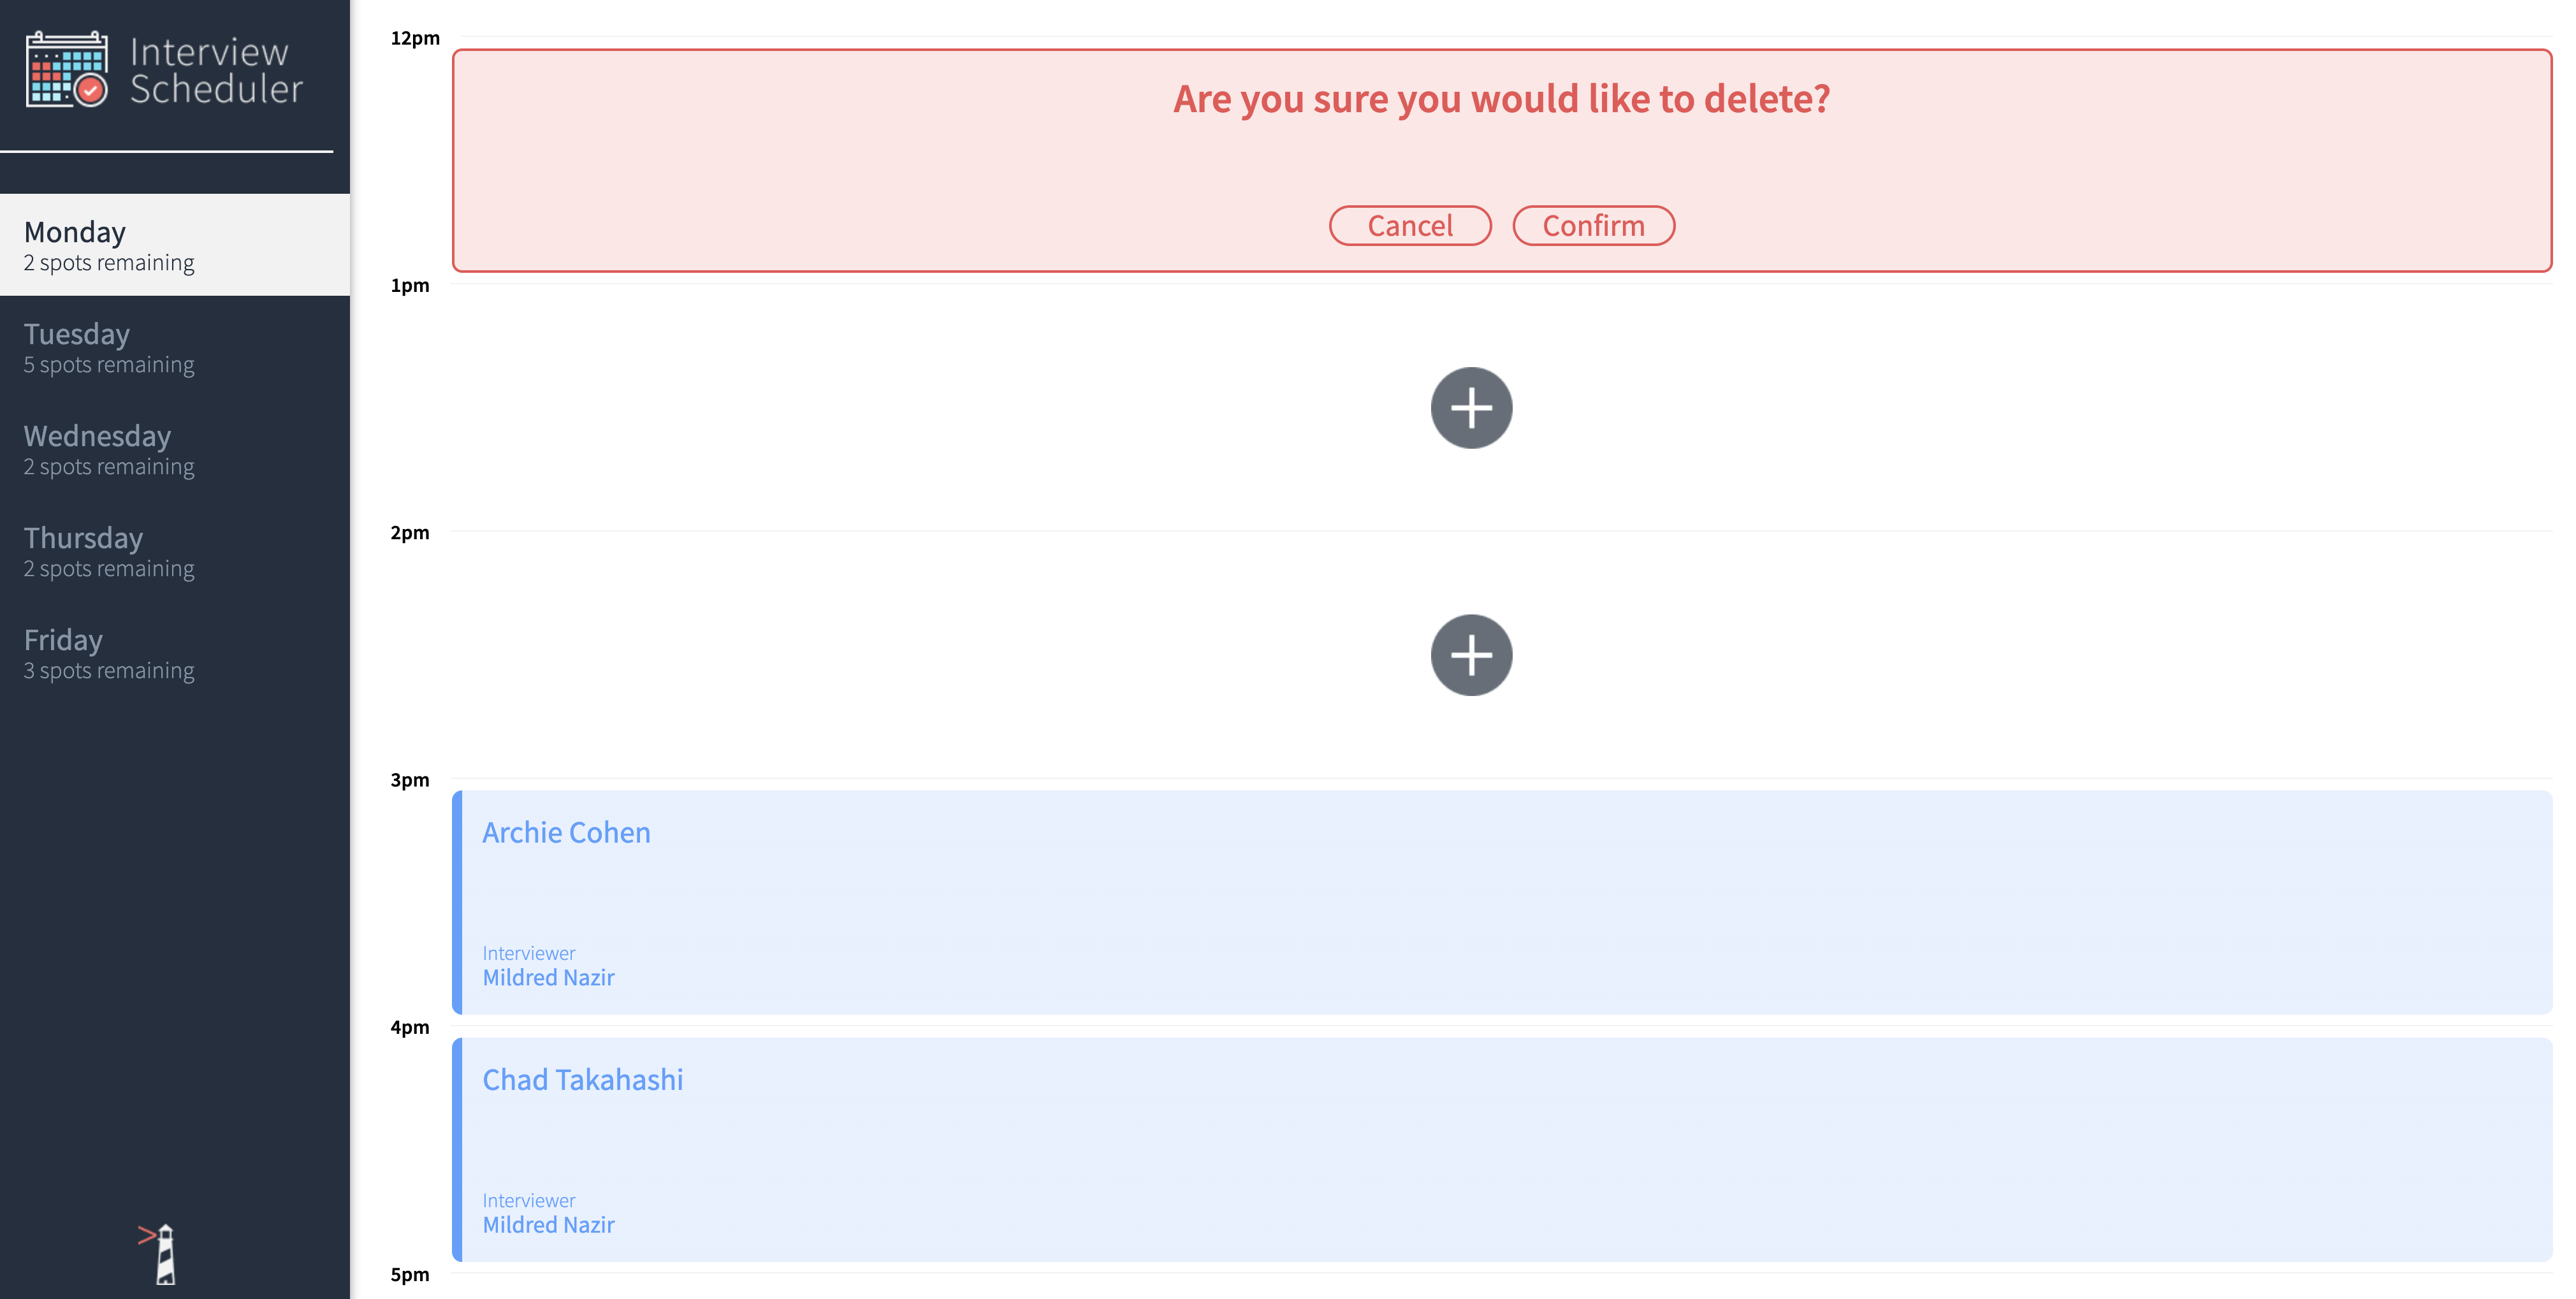 Interview
Scheduler
Monday
2 spots remaining
Tuesday
5 spots remaining
Wednesday
2 spots remaining
Thursday
2 spots remaining
Friday
3 spots remaining
12pm
Are you sure you would like to delete?
Cancel Confirm
1pm
2pm
3pm
Archie Cohen
Interviewer
Mildred Nazir
4pm
Chad Takahashi
Interviewer
Mildred Nazir
5pm